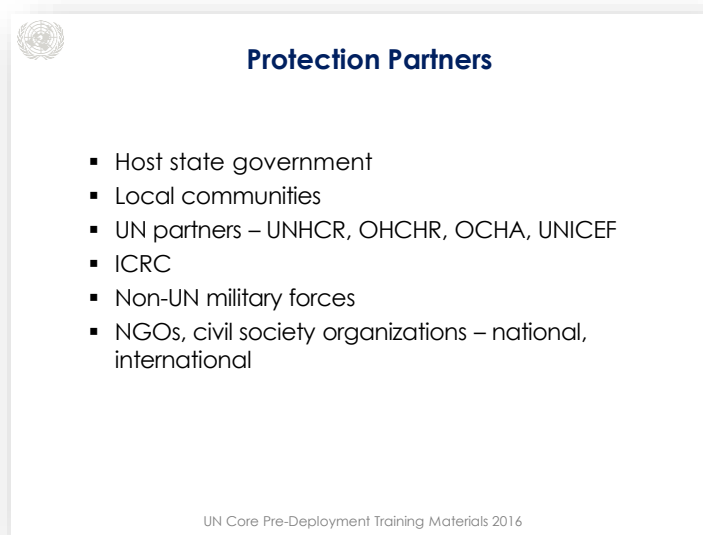 Protection Partners
▪ Host state government
▪ Local communities
▪ UN partners – UNHCR, OHCHR, OCHA, UNICEF
▪ ICRC
▪ Non-UN military forces
▪ NGOs, civil society organizations – national,
international
UN Core Pre-Deployment Training Materials 2016